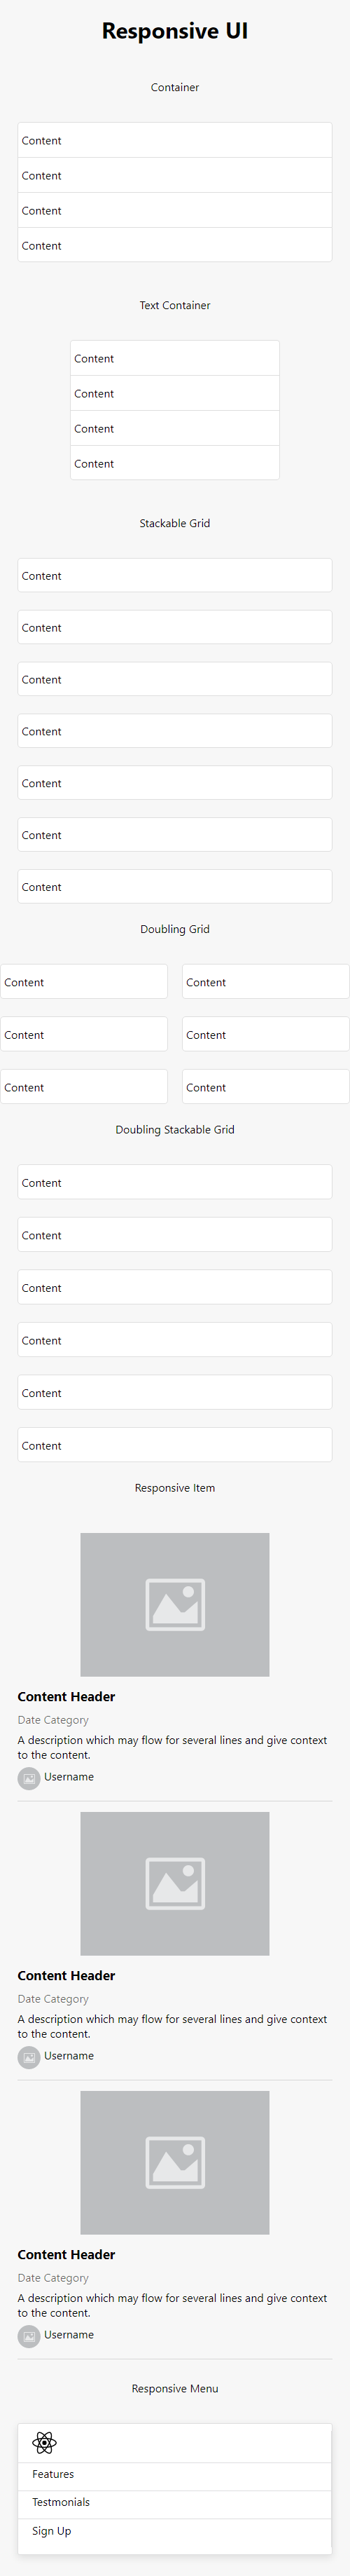 Responsive UI
Container
Content
Content
Content
Content
Text Container
Content
Content
Content
Content
Stackable Grid
Content
Content
Content
Content
Content
Content
Content
Doubling Grid
Content Content
Content Content
Content Content
Doubling Stackable Grid
Content
Content
Content
Content
Content
Content
Responsive Item
Content Header
Date Category
A description which may flow for several lines and give context
to the content.
Username
Content Header
Date Category
A description which may flow for several lines and give context
to the content.
Username
Content Header
Date Category
A description which may flow for several lines and give context
to the content.
Username
Responsive Menu
Features
Testmonials
Sign Up